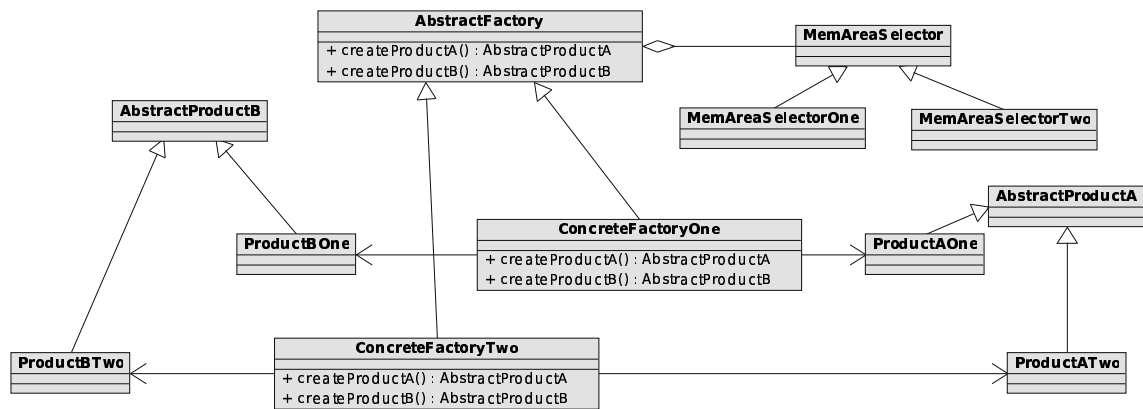 AbstractFactory
+ createProductA() : AbstractProductA
+ createProductB() : AbstractProductB
MemAreaSelector
MemAreaSelectorOne
MemAreaSelectorTwo
AbstractProductB
AbstractProductA
ConcreteFactoryOne
+ createProductA() : AbstractProductA
+ createProductB() : AbstractProductB
ProductBOne
ProductAOne
ConcreteFactoryTwo
+ createProductA() : AbstractProductA
+ createProductB() : AbstractProductB
ProductBTwo
ProductATwo